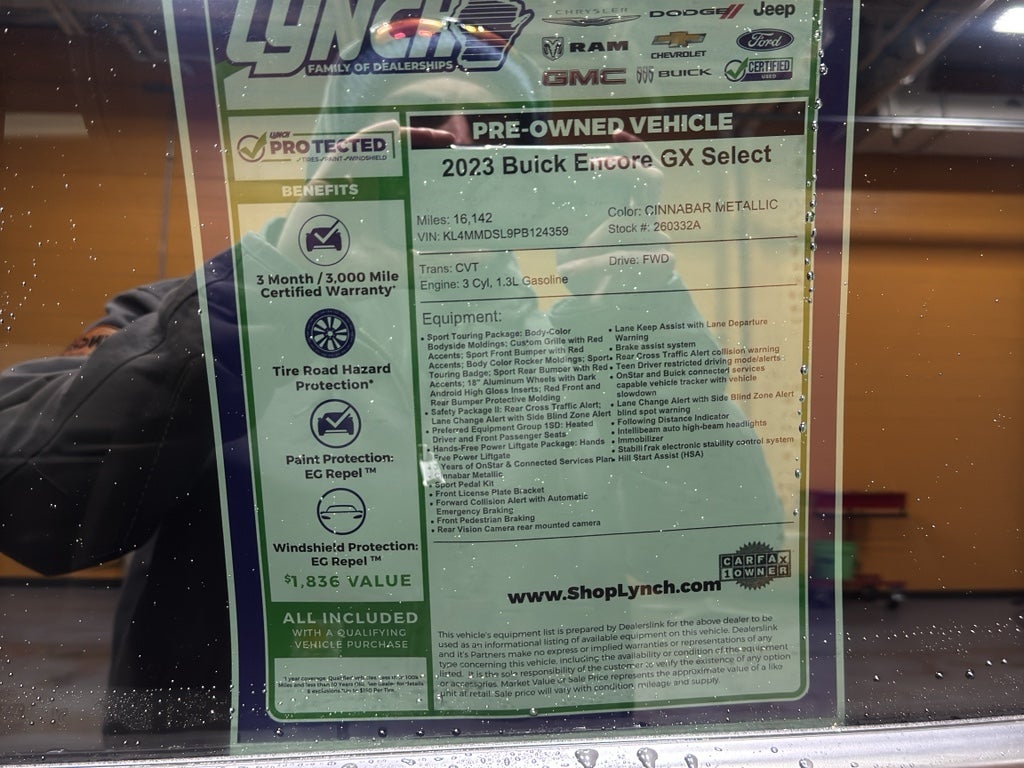 LYNCH
FAMILY OF DEALERSHIPS
CHRYSLER DODGE Jeep
RAM CHEVROLET Ford
GMC BUICK CERTIFIED
USED
LYNCH
PROTECTED
TIRES PAINT WINDSHIELD
BENEFITS
3 Month / 3,000 Mile
Certified Warranty*
Tire Road Hazard
Protection*
Paint Protection:
EG Repel ™
Windshield Protection:
EG Repel ™
$1,836 VALUE
ALL INCLUDED
WITH A QUALIFYING
VEHICLE PURCHASE
PRE-OWNED VEHICLE
2023 Buick Encore GX Select
Miles: 16,142
VIN: KL4MMDSL9PB124359
Color: CINNABAR METALLIC
Stock #: 260332A
Trans: CVT
Engine: 3 Cyl, 1.3L Gasoline
Drive: FWD
Equipment:
• Sport Touring Package: Body-Color
Bodyside Moldings; Custom Grille with Red
Accents; Sport Front Bumper with Red
Accents; Body Color Rocker Moldings; Sport
Touring Badge; Sport Rear Bumper with Red
Accents; 18" Aluminum Wheels with Dark
Android High Gloss Inserts; Red Front and
Rear Bumper Protective Molding
• Safety Package II: Rear Cross Traffic Alert;
Lane Change Alert with Side Blind Zone Alert
• Preferred Equipment Group 1SD: Heated
Driver and Front Passenger Seats
• Hands-Free Power Liftgate Package: Hands
Free Power Liftgate
Years of OnStar & Connected Services Plan
Cinnabar Metallic
• Sport Pedal Kit
• Front License Plate Bracket
• Forward Collision Alert with Automatic
Emergency Braking
• Front Pedestrian Braking
• Rear Vision Camera rear mounted camera
• Lane Keep Assist with Lane Departure
Warning
• Brake assist system
• Rear Cross Traffic Alert collision warning
• Teen Driver restricted driving mode/alerts
• OnStar and Buick connected services
capable vehicle tracker with vehicle
slowdown
• Lane Change Alert with Side Blind Zone Alert
blind spot warning
• Following Distance Indicator
• Intellibeam auto high-beam headlights
• Immobilizer
• Stabilitrak electronic stability control system
• Hill Start Assist (HSA)
CARFAX
1 OWNER
www.ShopLynch.com
This vehicle's equipment list is prepared by Dealerslink for the above dealer to be
used as an informational listing of available equipment on this vehicle. Dealerslink
and it's Partners make no express or implied warranties or representations of any
type concerning this vehicle, including the availability or condition of the equipment
listed. It is the sole responsibility of the customer to verify the existence of any option
or accessories. Market Value or Sale Price represents the approximate value of a like
unit at retail. Sale price will vary with condition, mileage and supply.